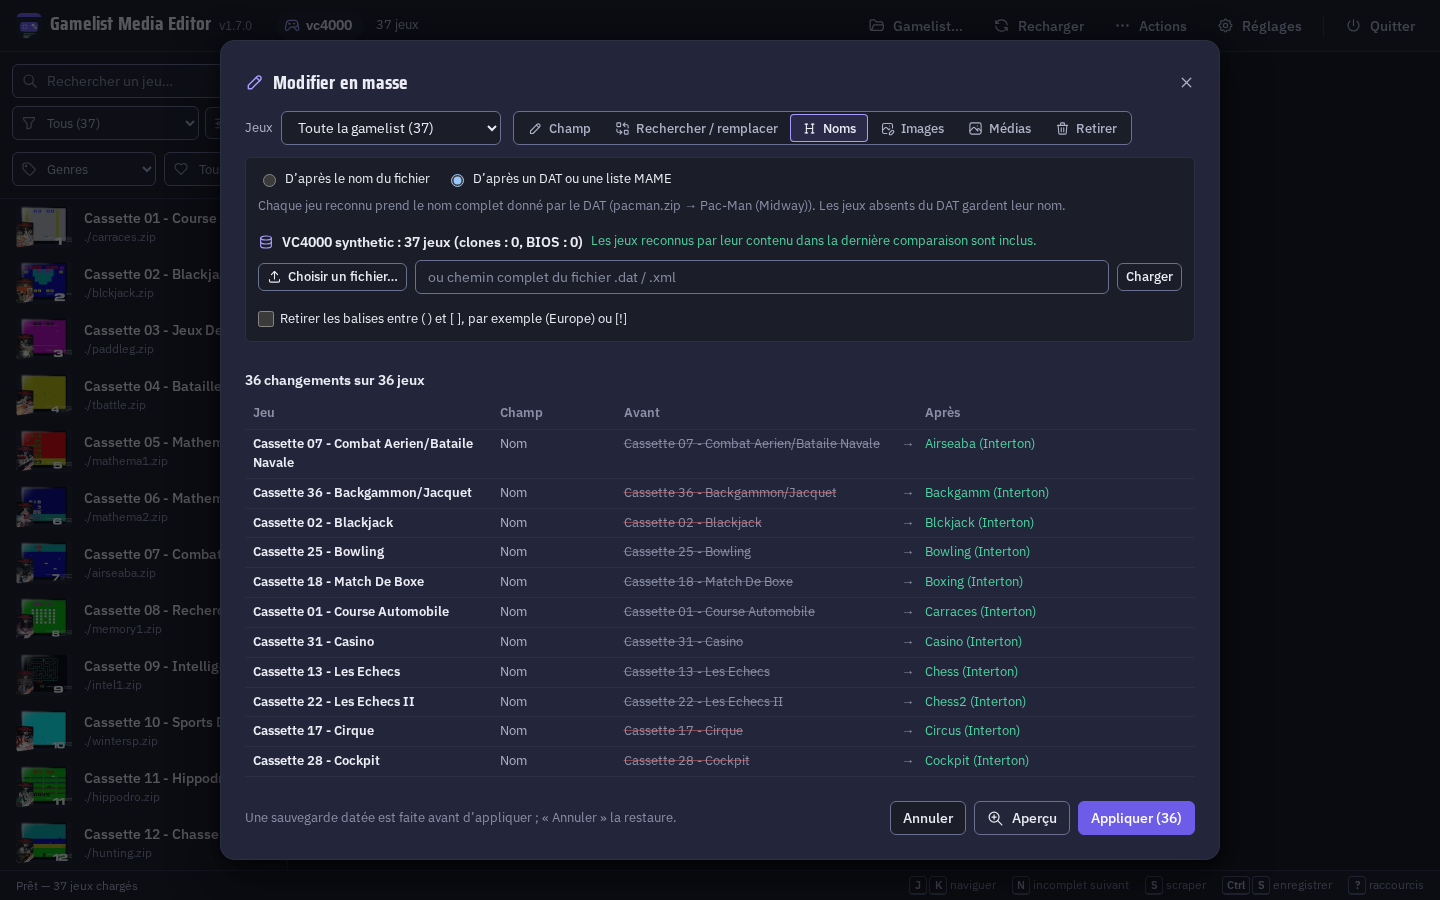 Gamelist Media Editor v1.7.0 vc4000 37 jeux Gamelist... Recharger Actions Réglages Quitter
Rechercher un jeu...
Tous (37)
Genres
Tou
Cassette 01 - Course
./carraces.zip
Cassette 02 - Blackja
./blckjack.zip
Cassette 03 - Jeux De
./paddleg.zip
Cassette 04 - Bataille
./tbattle.zip
Cassette 05 - Mathem
./mathema1.zip
Cassette 06 - Mathem
./mathema2.zip
Cassette 07 - Combat
./airseaba.zip
Cassette 08 - Recherc
./memory1.zip
Cassette 09 - Intellig
./intel1.zip
Cassette 10 - Sports D
./wintersp.zip
Cassette 11 - Hippodr
./hippodro.zip
Cassette 12 - Chasse
./hunting.zip
Modifier en masse
Jeux Toute la gamelist (37) Champ Rechercher / remplacer Noms Images Médias Retirer
D’après le nom du fichier D’après un DAT ou une liste MAME
Chaque jeu reconnu prend le nom complet donné par le DAT (pacman.zip → Pac-Man (Midway)). Les jeux absents du DAT gardent leur nom.
VC4000 synthetic : 37 jeux (clones : 0, BIOS : 0) Les jeux reconnus par leur contenu dans la dernière comparaison sont inclus.
Choisir un fichier... ou chemin complet du fichier .dat / .xml Charger
Retirer les balises entre ( ) et [ ], par exemple (Europe) ou [!]
36 changements sur 36 jeux
Jeu Champ Avant Après
Cassette 07 - Combat Aerien/Bataile Navale Nom Cassette 07 - Combat Aerien/Bataile Navale → Airseaba (Interton)
Cassette 36 - Backgammon/Jacquet Nom Cassette 36 - Backgammon/Jacquet → Backgamm (Interton)
Cassette 02 - Blackjack Nom Cassette 02 - Blackjack → Blckjack (Interton)
Cassette 25 - Bowling Nom Cassette 25 - Bowling → Bowling (Interton)
Cassette 18 - Match De Boxe Nom Cassette 18 - Match De Boxe → Boxing (Interton)
Cassette 01 - Course Automobile Nom Cassette 01 - Course Automobile → Carraces (Interton)
Cassette 31 - Casino Nom Cassette 31 - Casino → Casino (Interton)
Cassette 13 - Les Echecs Nom Cassette 13 - Les Echecs → Chess (Interton)
Cassette 22 - Les Echecs II Nom Cassette 22 - Les Echecs II → Chess2 (Interton)
Cassette 17 - Cirque Nom Cassette 17 - Cirque → Circus (Interton)
Cassette 28 - Cockpit Nom Cassette 28 - Cockpit → Cockpit (Interton)
Une sauvegarde datée est faite avant d’appliquer ; « Annuler » la restaure. Annuler Aperçu Appliquer (36)
Prêt — 37 jeux chargés J K naviguer N incomplet suivant S scraper Ctrl S enregistrer ? raccourcis